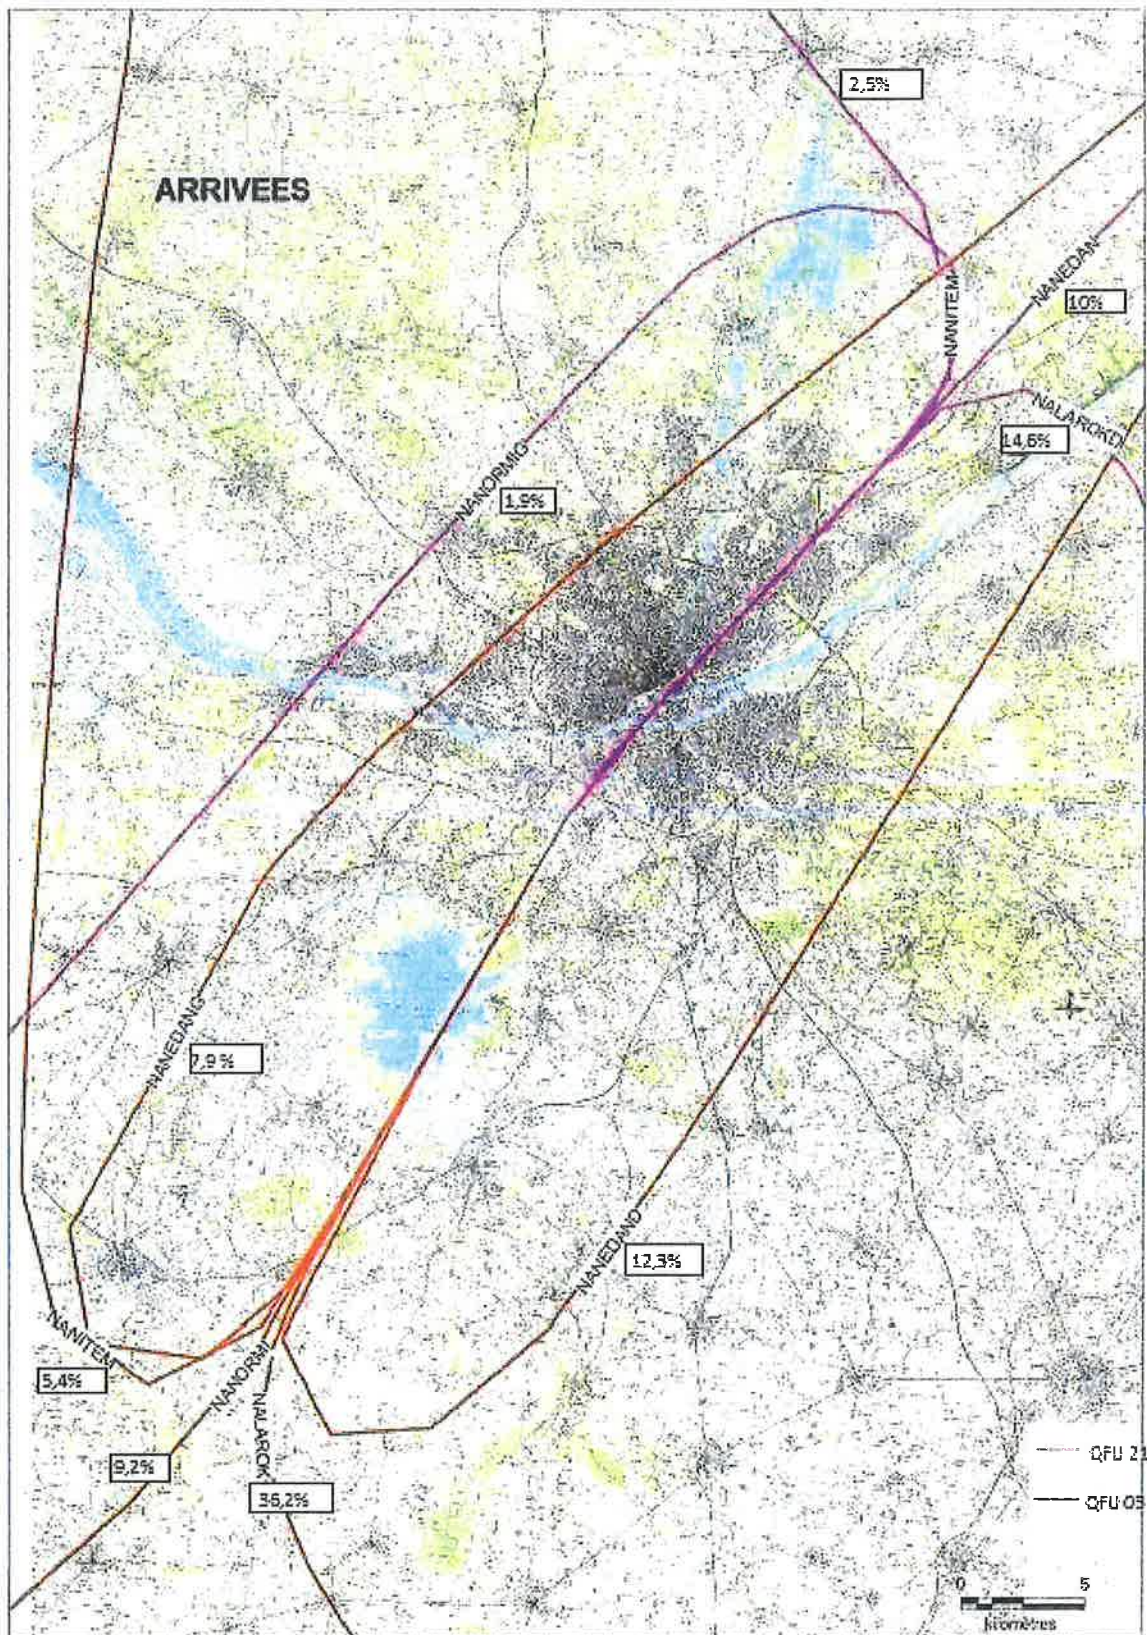 ARRIVEES
2,5%
NANITEM
NANEDAN
10%
NALAROKD
14,6%
NANORMIG
1,9%
NANEDANG
7,9 %
NANEDAND
12,3%
NANITEM
5,4%
NANORMI
9,2%
NALAROK
36,2%
QFU 21
QFU 03
0 5
kilomètres